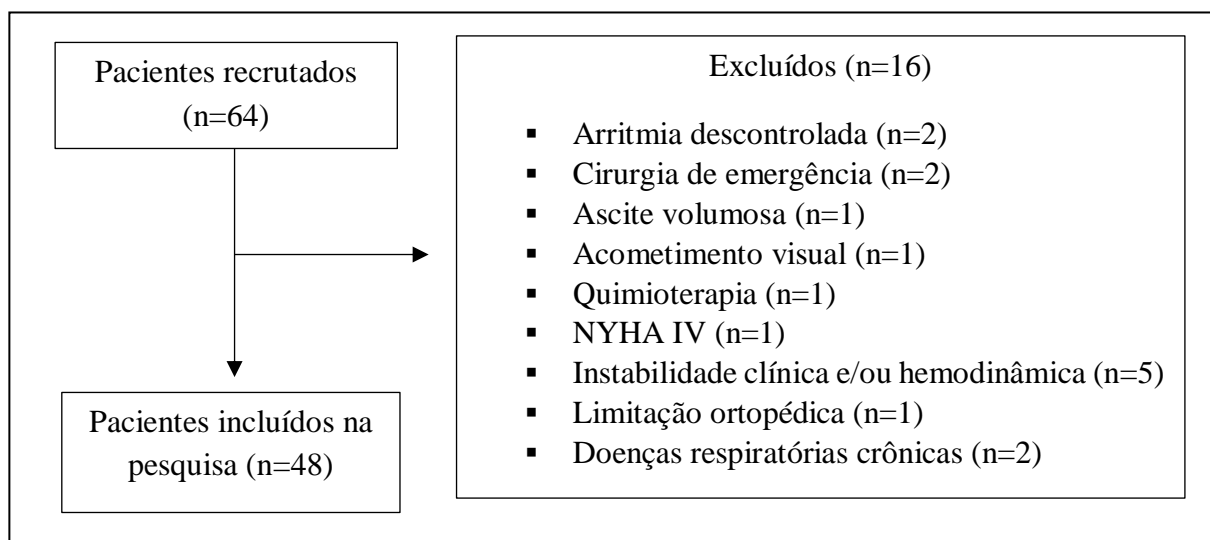 Pacientes recrutados
(n=64)
Excluídos (n=16)
▪ Arritmia descontrolada (n=2)
▪ Cirurgia de emergência (n=2)
▪ Ascite volumosa (n=1)
▪ Acometimento visual (n=1)
▪ Quimioterapia (n=1)
▪ NYHA IV (n=1)
▪ Instabilidade clínica e/ou hemodinâmica (n=5)
▪ Limitação ortopédica (n=1)
▪ Doenças respiratórias crônicas (n=2)
Pacientes incluídos na
pesquisa (n=48)